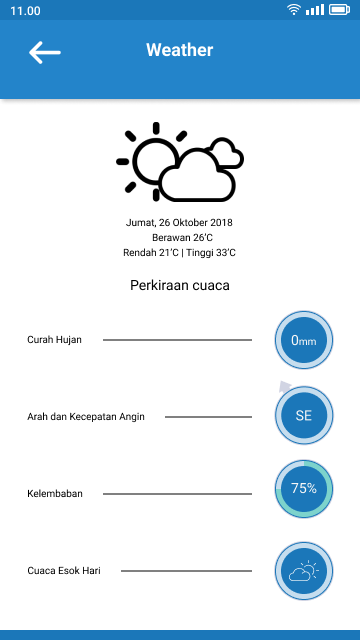 11.00
Weather
Jumat, 26 Oktober 2018
Berawan 26'C
Rendah 21'C | Tinggi 33'C
Perkiraan cuaca
Curah Hujan
0mm
Arah dan Kecepatan Angin
SE
Kelembaban
75%
Cuaca Esok Hari